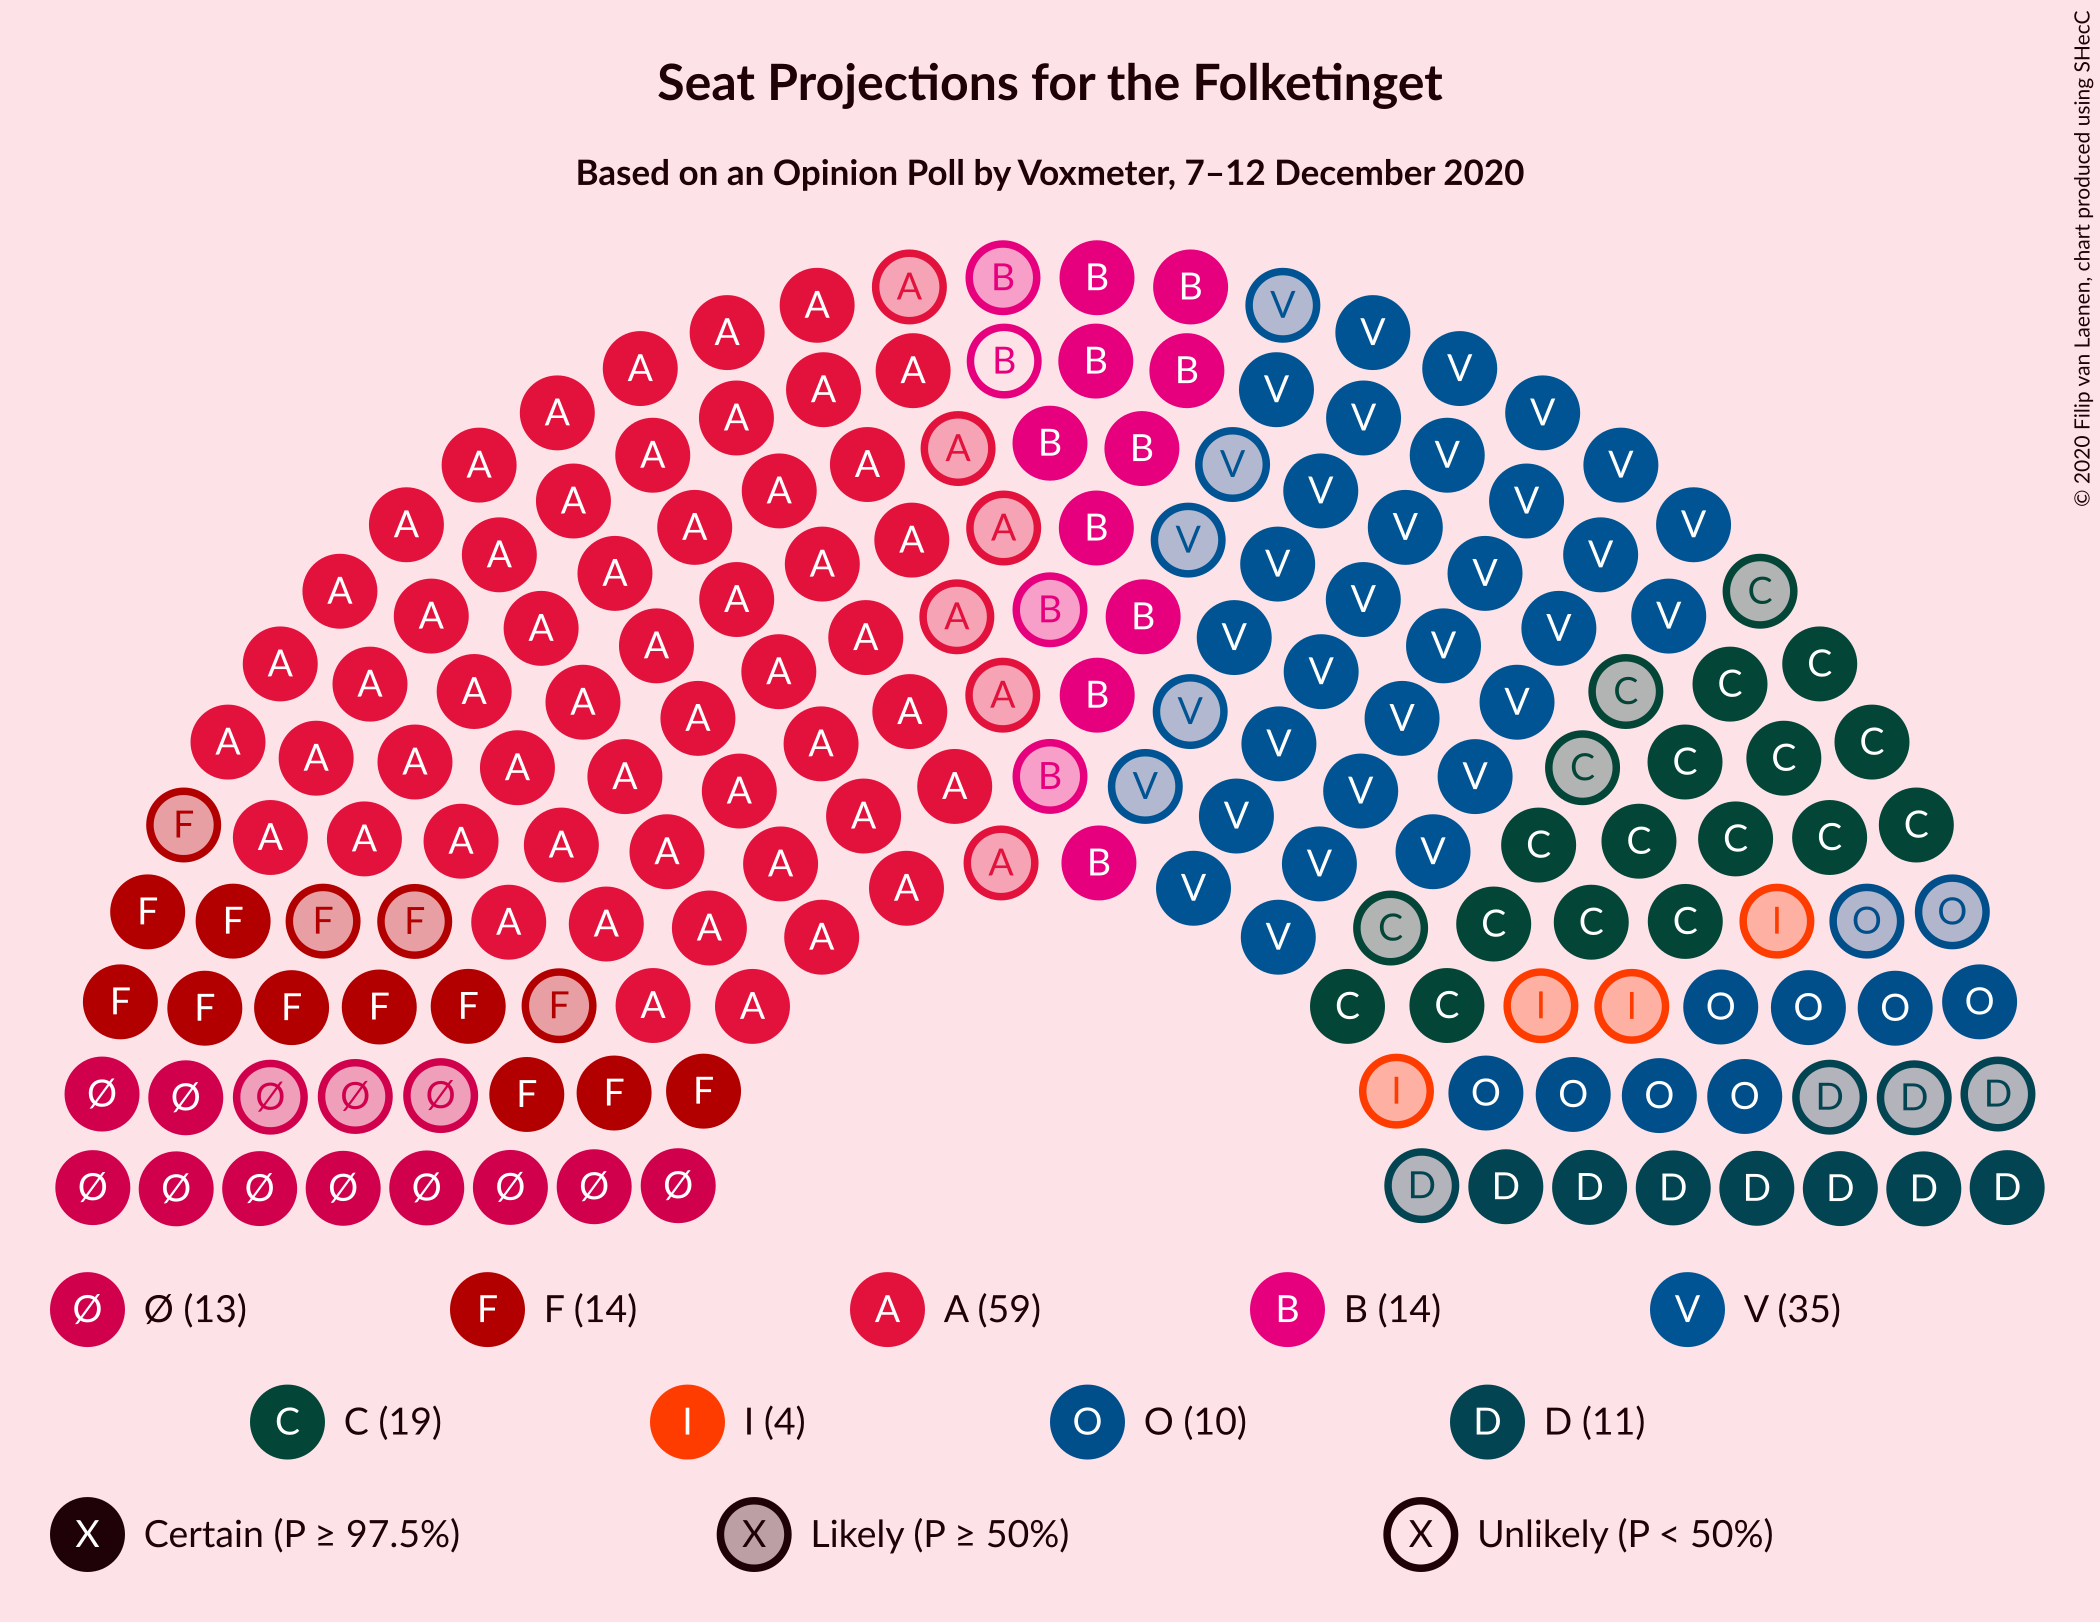 Seat Projections for the Folketinget
Based on an Opinion Poll by Voxmeter, 7–12 December 2020
© 2020 Filip van Laenen, chart produced using SHecC
B B
A B V
A V
A V
A B B V
A A B V
A A V V
A B B V
A A A V V
A A V V
A A B V V
A A A B V V
A A V V C
A A A B B V V
A A A V V
A A A V V C
A A A V C
A A A B V V C
A A A V V C
A A A V C
A A A B V V C
A A A V V C
F A A A A A V C C C C C
A A B V
F F F F A A A A V C C C C I O O
F F F F F F A A C C I I O O O O
Ø Ø Ø Ø Ø F F F I O O O O D D D
Ø Ø Ø Ø Ø Ø Ø Ø D D D D D D D D
Ø Ø (13) F F (14) A A (59) B B (14) V V (35)
C C (19) I I (4) O O (10) D D (11)
X Certain (P ≥ 97.5%) X Likely (P ≥ 50%) X Unlikely (P < 50%)